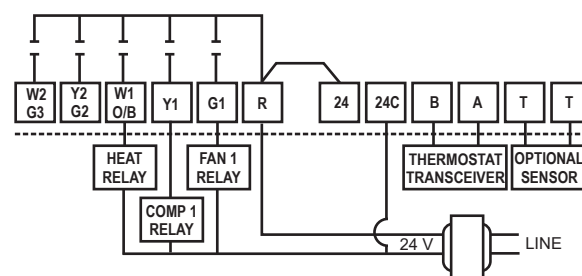 W2 Y2 W1 Y1 G1 R 24 24C B A T T
G3 G2 O/B
HEAT RELAY
FAN 1 RELAY
THERMOSTAT TRANSCEIVER
OPTIONAL SENSOR
COMP 1 RELAY
24 V
LINE